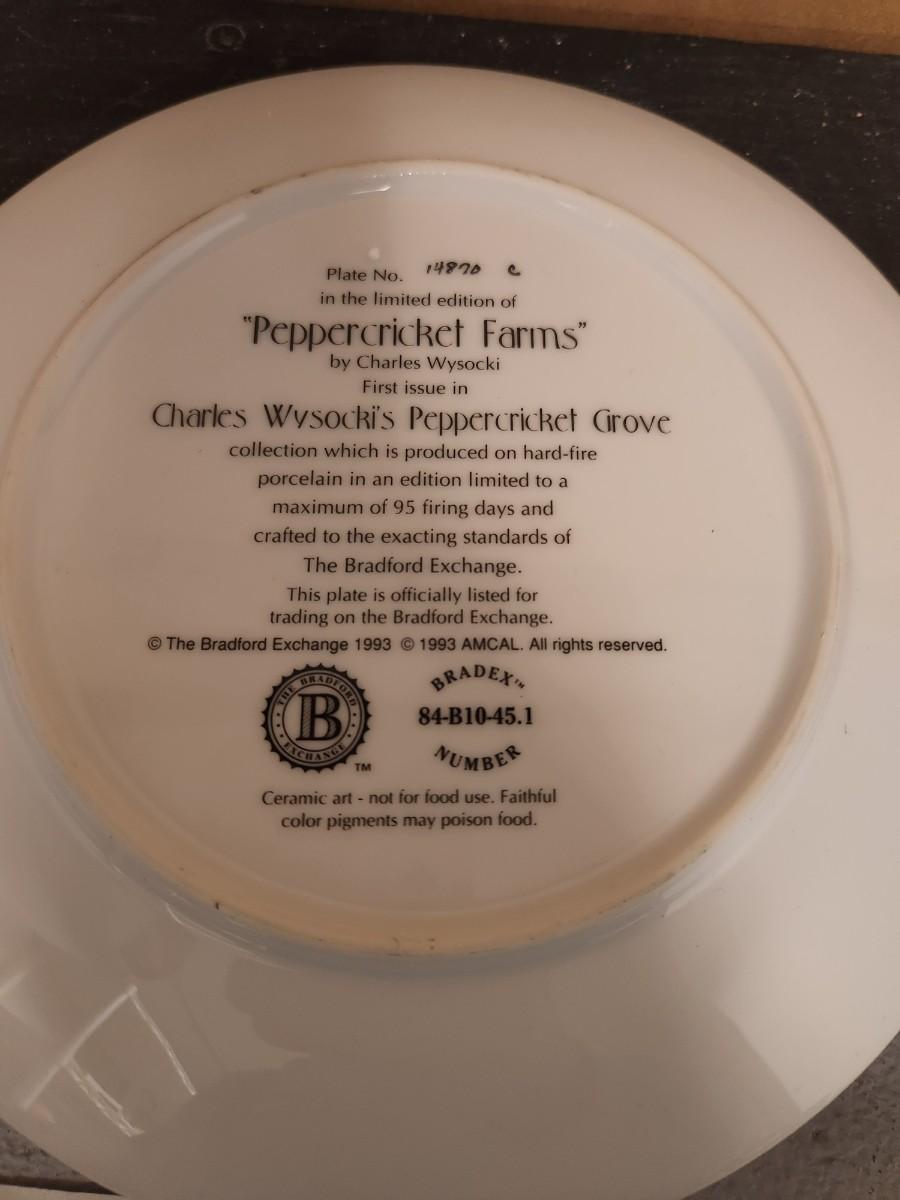 Plate No. 14870 C
in the limited edition of
"Peppercricket Farms"
by Charles Wysocki
First issue in
Charles Wysocki's Peppercricket Grove
collection which is produced on hard-fire
porcelain in an edition limited to a
maximum of 95 firing days and
crafted to the exacting standards of
The Bradford Exchange.
This plate is officially listed for
trading on the Bradford Exchange.
© The Bradford Exchange 1993 © 1993 AMCAL. All rights reserved.
THE BRADFORD
B
EXCHANGE
TM
BRADEX™
84-B10-45.1
NUMBER
Ceramic art - not for food use. Faithful
color pigments may poison food.